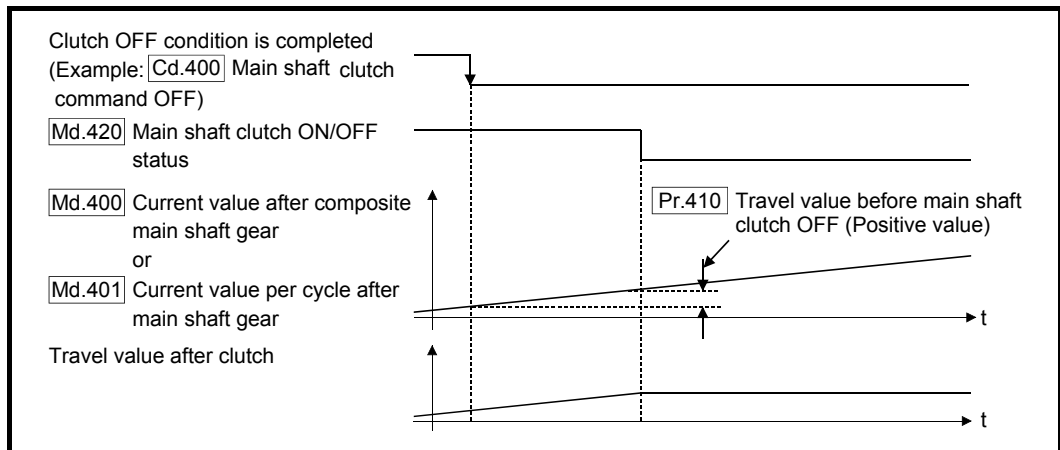 Clutch OFF condition is completed
(Example: Cd.400 Main shaft clutch
command OFF)
Md.420 Main shaft clutch ON/OFF
status
Md.400 Current value after composite
main shaft gear
or
Md.401 Current value per cycle after
main shaft gear
Pr.410 Travel value before main shaft
clutch OFF (Positive value)
t
Travel value after clutch
t